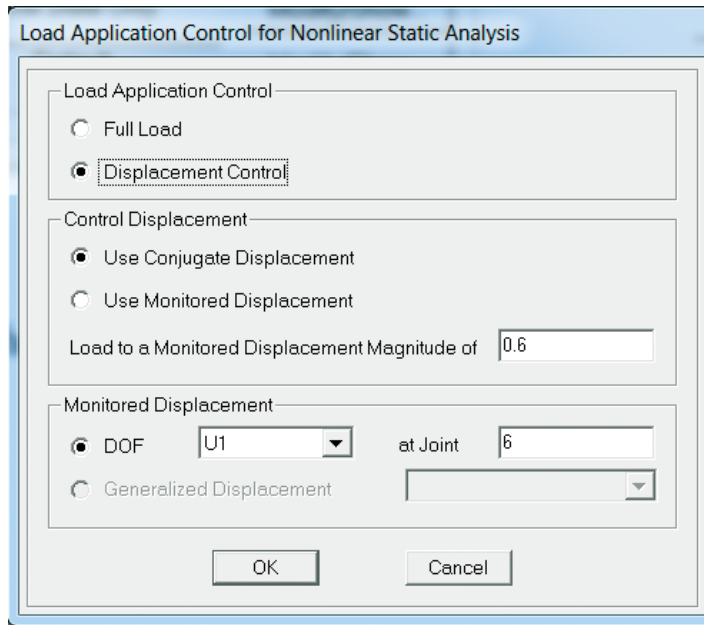 Load Application Control for Nonlinear Static Analysis
Load Application Control
Full Load
Displacement Control
Control Displacement
Use Conjugate Displacement
Use Monitored Displacement
Load to a Monitored Displacement Magnitude of 0.6
Monitored Displacement
DOF U1 at Joint 6
Generalized Displacement
OK Cancel